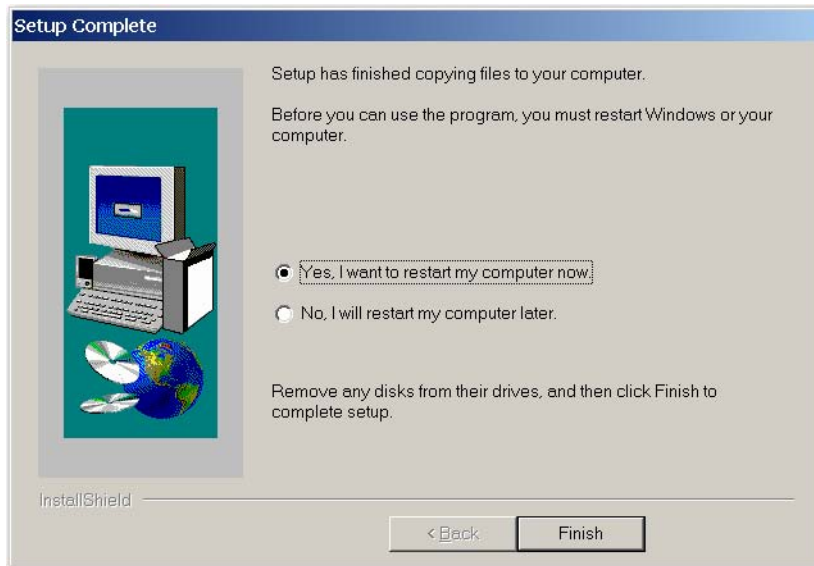 Setup Complete
Setup has finished copying files to your computer.
Before you can use the program, you must restart Windows or your
computer.
Yes, I want to restart my computer now.
No, I will restart my computer later.
Remove any disks from their drives, and then click Finish to
complete setup.
InstallShield
< Back
Finish